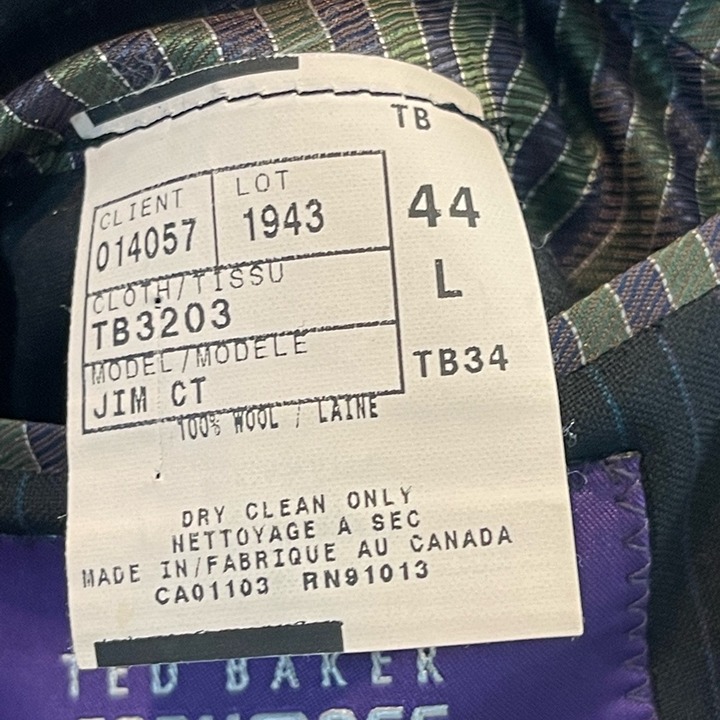 TB
CLIENT LOT
014057 1943
44
CLOTH/TISSU
L
TB3203
MODEL/MODELE
TB34
JIM CT
100% WOOL / LAINE
DRY CLEAN ONLY
NETTOYAGE A SEC
MADE IN/FABRIQUE AU CANADA
CA01103 RN91013
TED BAKER